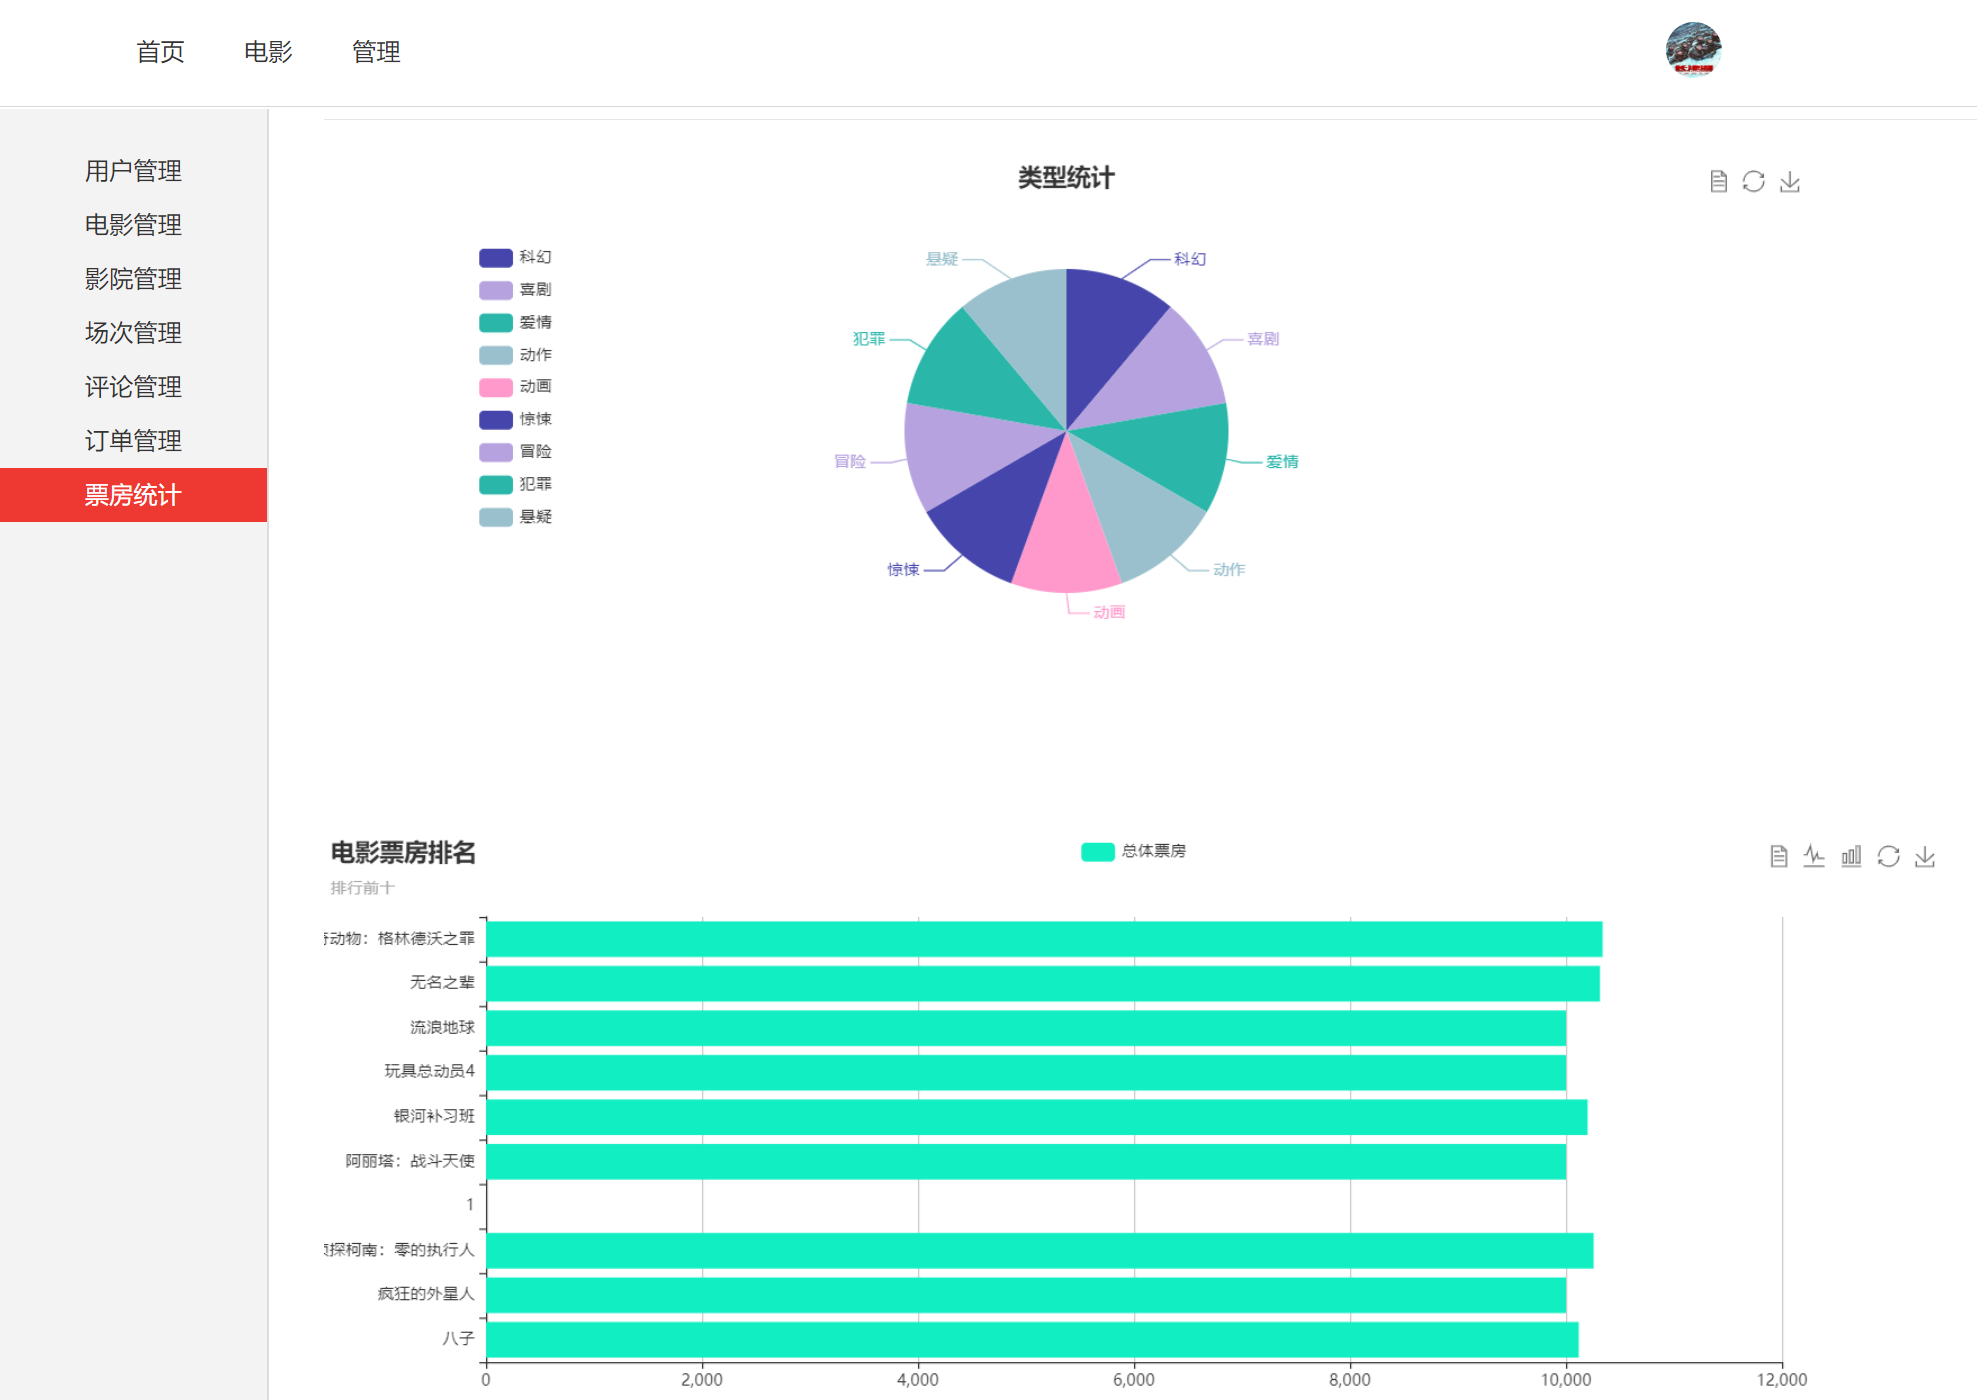 首页 电影 管理
用户管理
电影管理
影院管理
场次管理
评论管理
订单管理
票房统计
类型统计
科幻
喜剧
爱情
动作
动画
惊悚
冒险
犯罪
悬疑
悬疑 科幻
犯罪 喜剧
冒险 爱情
惊悚 动作
动画
电影票房排名
排行前十
总体票房
动物：格林德沃之罪
无名之辈
流浪地球
玩具总动员4
银河补习班
阿丽塔：战斗天使
1
探柯南：零的执行人
疯狂的外星人
八子
0 2,000 4,000 6,000 8,000 10,000 12,000